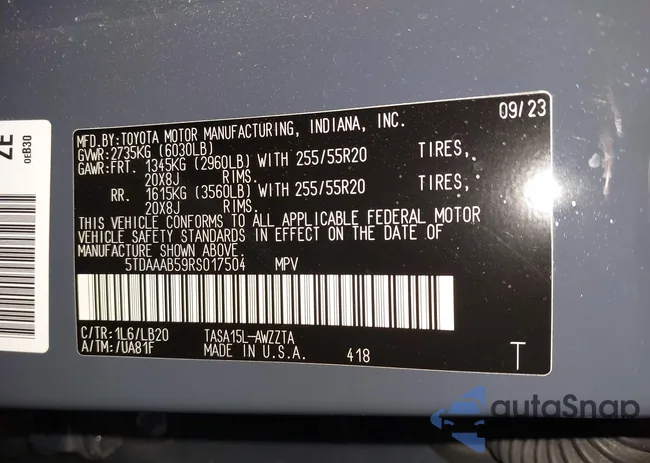 09/23
MFD.BY:TOYOTA MOTOR MANUFACTURING, INDIANA, INC.
GVWR:2735KG (6030LB)
GAWR:FRT. 1345KG (2960LB) WITH 255/55R20 TIRES,
20X8J RIMS.
RR. 1615KG (3560LB) WITH 255/55R20 TIRES,
20X8J RIMS.
THIS VEHICLE CONFORMS TO ALL APPLICABLE FEDERAL MOTOR
VEHICLE SAFETY STANDARDS IN EFFECT ON THE DATE OF
MANUFACTURE SHOWN ABOVE.
5TDAAAB59RS017504 MPV
C/TR:1L6/LB20 TASA15L-AWZZTA
A/TM:/UA81F MADE IN U.S.A. 418
T
ZE
0EB30
autoSnap